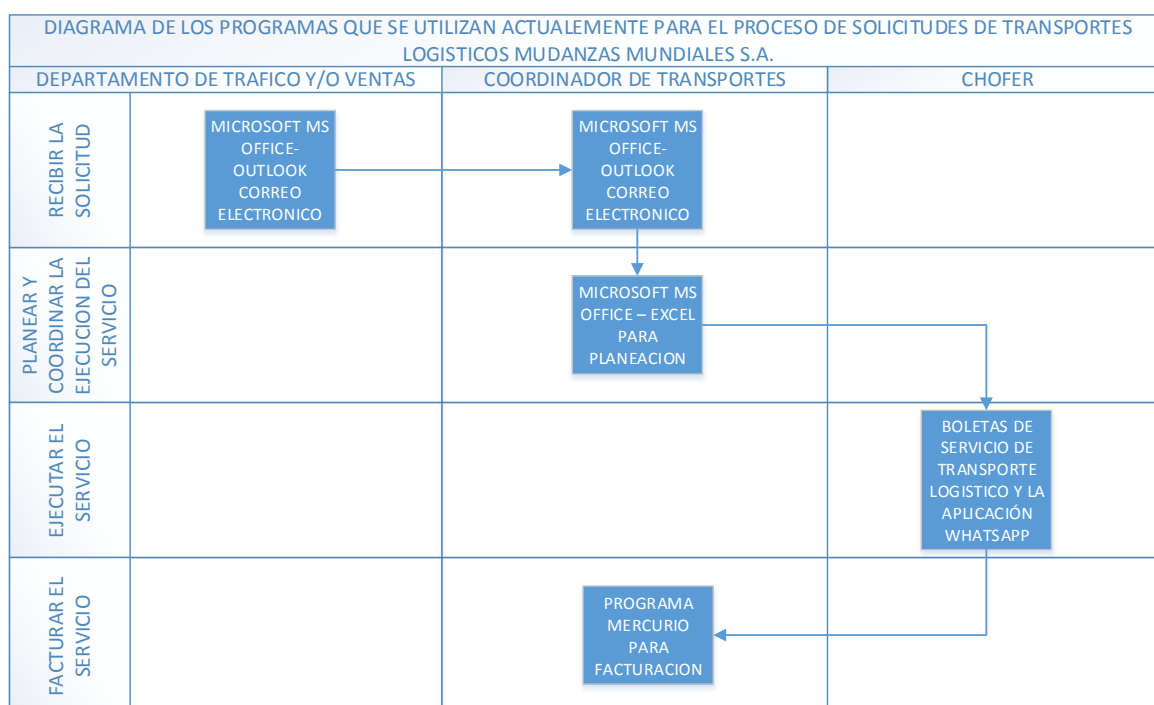 DIAGRAMA DE LOS PROGRAMAS QUE SE UTILIZAN ACTUALEMENTE PARA EL PROCESO DE SOLICITUDES DE TRANSPORTES
LOGISTICOS MUDANZAS MUNDIALES S.A.
DEPARTAMENTO DE TRAFICO Y/O VENTAS
COORDINADOR DE TRANSPORTES
CHOFER
RECIBIR LA
SOLICITUD
MICROSOFT MS
OFFICE-
OUTLOOK
CORREO
ELECTRONICO
MICROSOFT MS
OFFICE-
OUTLOOK
CORREO
ELECTRONICO
PLANEAR Y
COORDINAR LA
EJECUCION DEL
SERVICIO
MICROSOFT MS
OFFICE – EXCEL
PARA
PLANEACION
EJECUTAR EL
SERVICIO
BOLETAS DE
SERVICIO DE
TRANSPORTE
LOGISTICO Y LA
APLICACIÓN
WHATSAPP
FACTURAR EL
SERVICIO
PROGRAMA
MERCURIO
PARA
FACTURACION